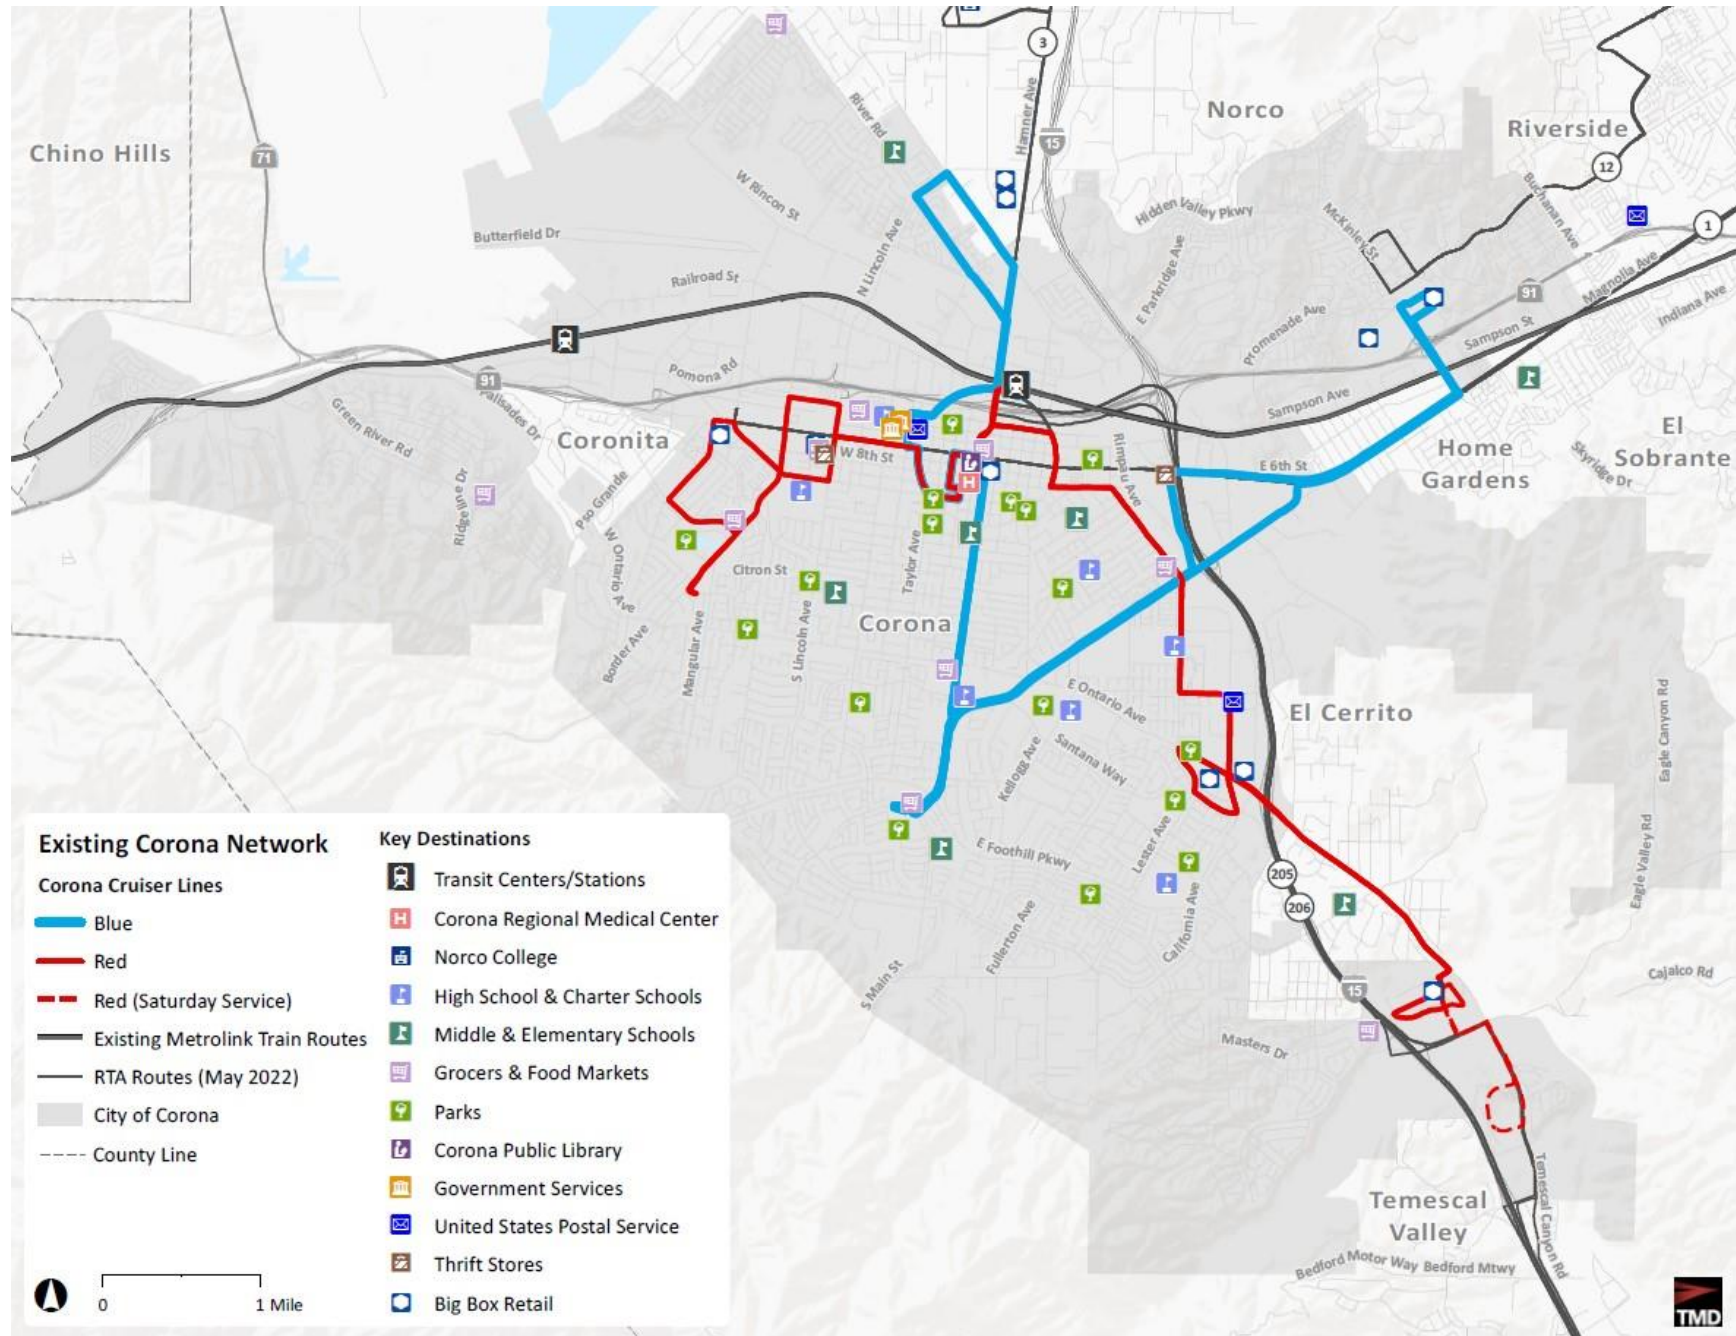 3
Norco
Riverside
Chino Hills
71
River Rd
Hamner Ave
15
12
W Rincon St
Hidden Valley Pkwy
McKinley St
Buchanan Ave
1
Butterfield Dr
N Lincoln Ave
E Parkridge Ave
Railroad St
91
Magnolia Ave
Indiana Ave
Promenade Ave
Sampson St
Pomona Rd
91
Palisades Dr
Green River Rd
Sampson Ave
Coronita
W 8th St
Rimpau Ave
E 6th St
Home
Gardens
El
Sobrante
Skyridge Dr
Ridgeline Dr
Pso Grande
W Ontario Ave
Citron St
Taylor Ave
Corona
Border Ave
Mangular Ave
S Lincoln Ave
E Ontario Ave
El Cerrito
Eagle Canyon Rd
Santana Way
Kellogg Ave
Lester Ave
E Foothill Pkwy
205
206
Eagle Valley Rd
California Ave
Fullerton Ave
S Main St
15
Cajalco Rd
Masters Dr
Temescal
Valley
Temescal Canyon Rd
Bedford Motor Way Bedford Mtwy
Existing Corona Network
Corona Cruiser Lines
Blue
Red
Red (Saturday Service)
Existing Metrolink Train Routes
RTA Routes (May 2022)
City of Corona
County Line
0
1 Mile
Key Destinations
Transit Centers/Stations
H Corona Regional Medical Center
Norco College
High School & Charter Schools
Middle & Elementary Schools
Grocers & Food Markets
Parks
Corona Public Library
Government Services
United States Postal Service
Thrift Stores
Big Box Retail
H
TMD